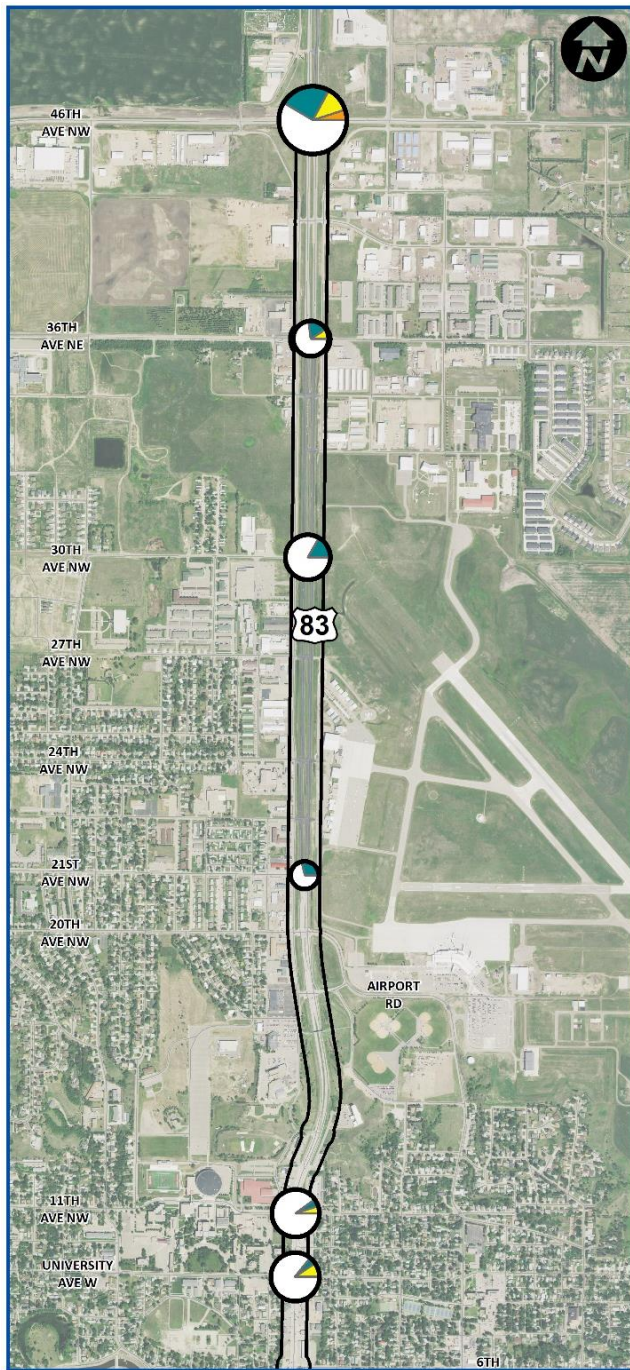 N
46TH
AVE NW
36TH
AVE NE
30TH
AVE NW
83
27TH
AVE NW
24TH
AVE NW
21ST
AVE NW
20TH
AVE NW
AIRPORT
RD
11TH
AVE NW
UNIVERSITY
AVE W
6TH